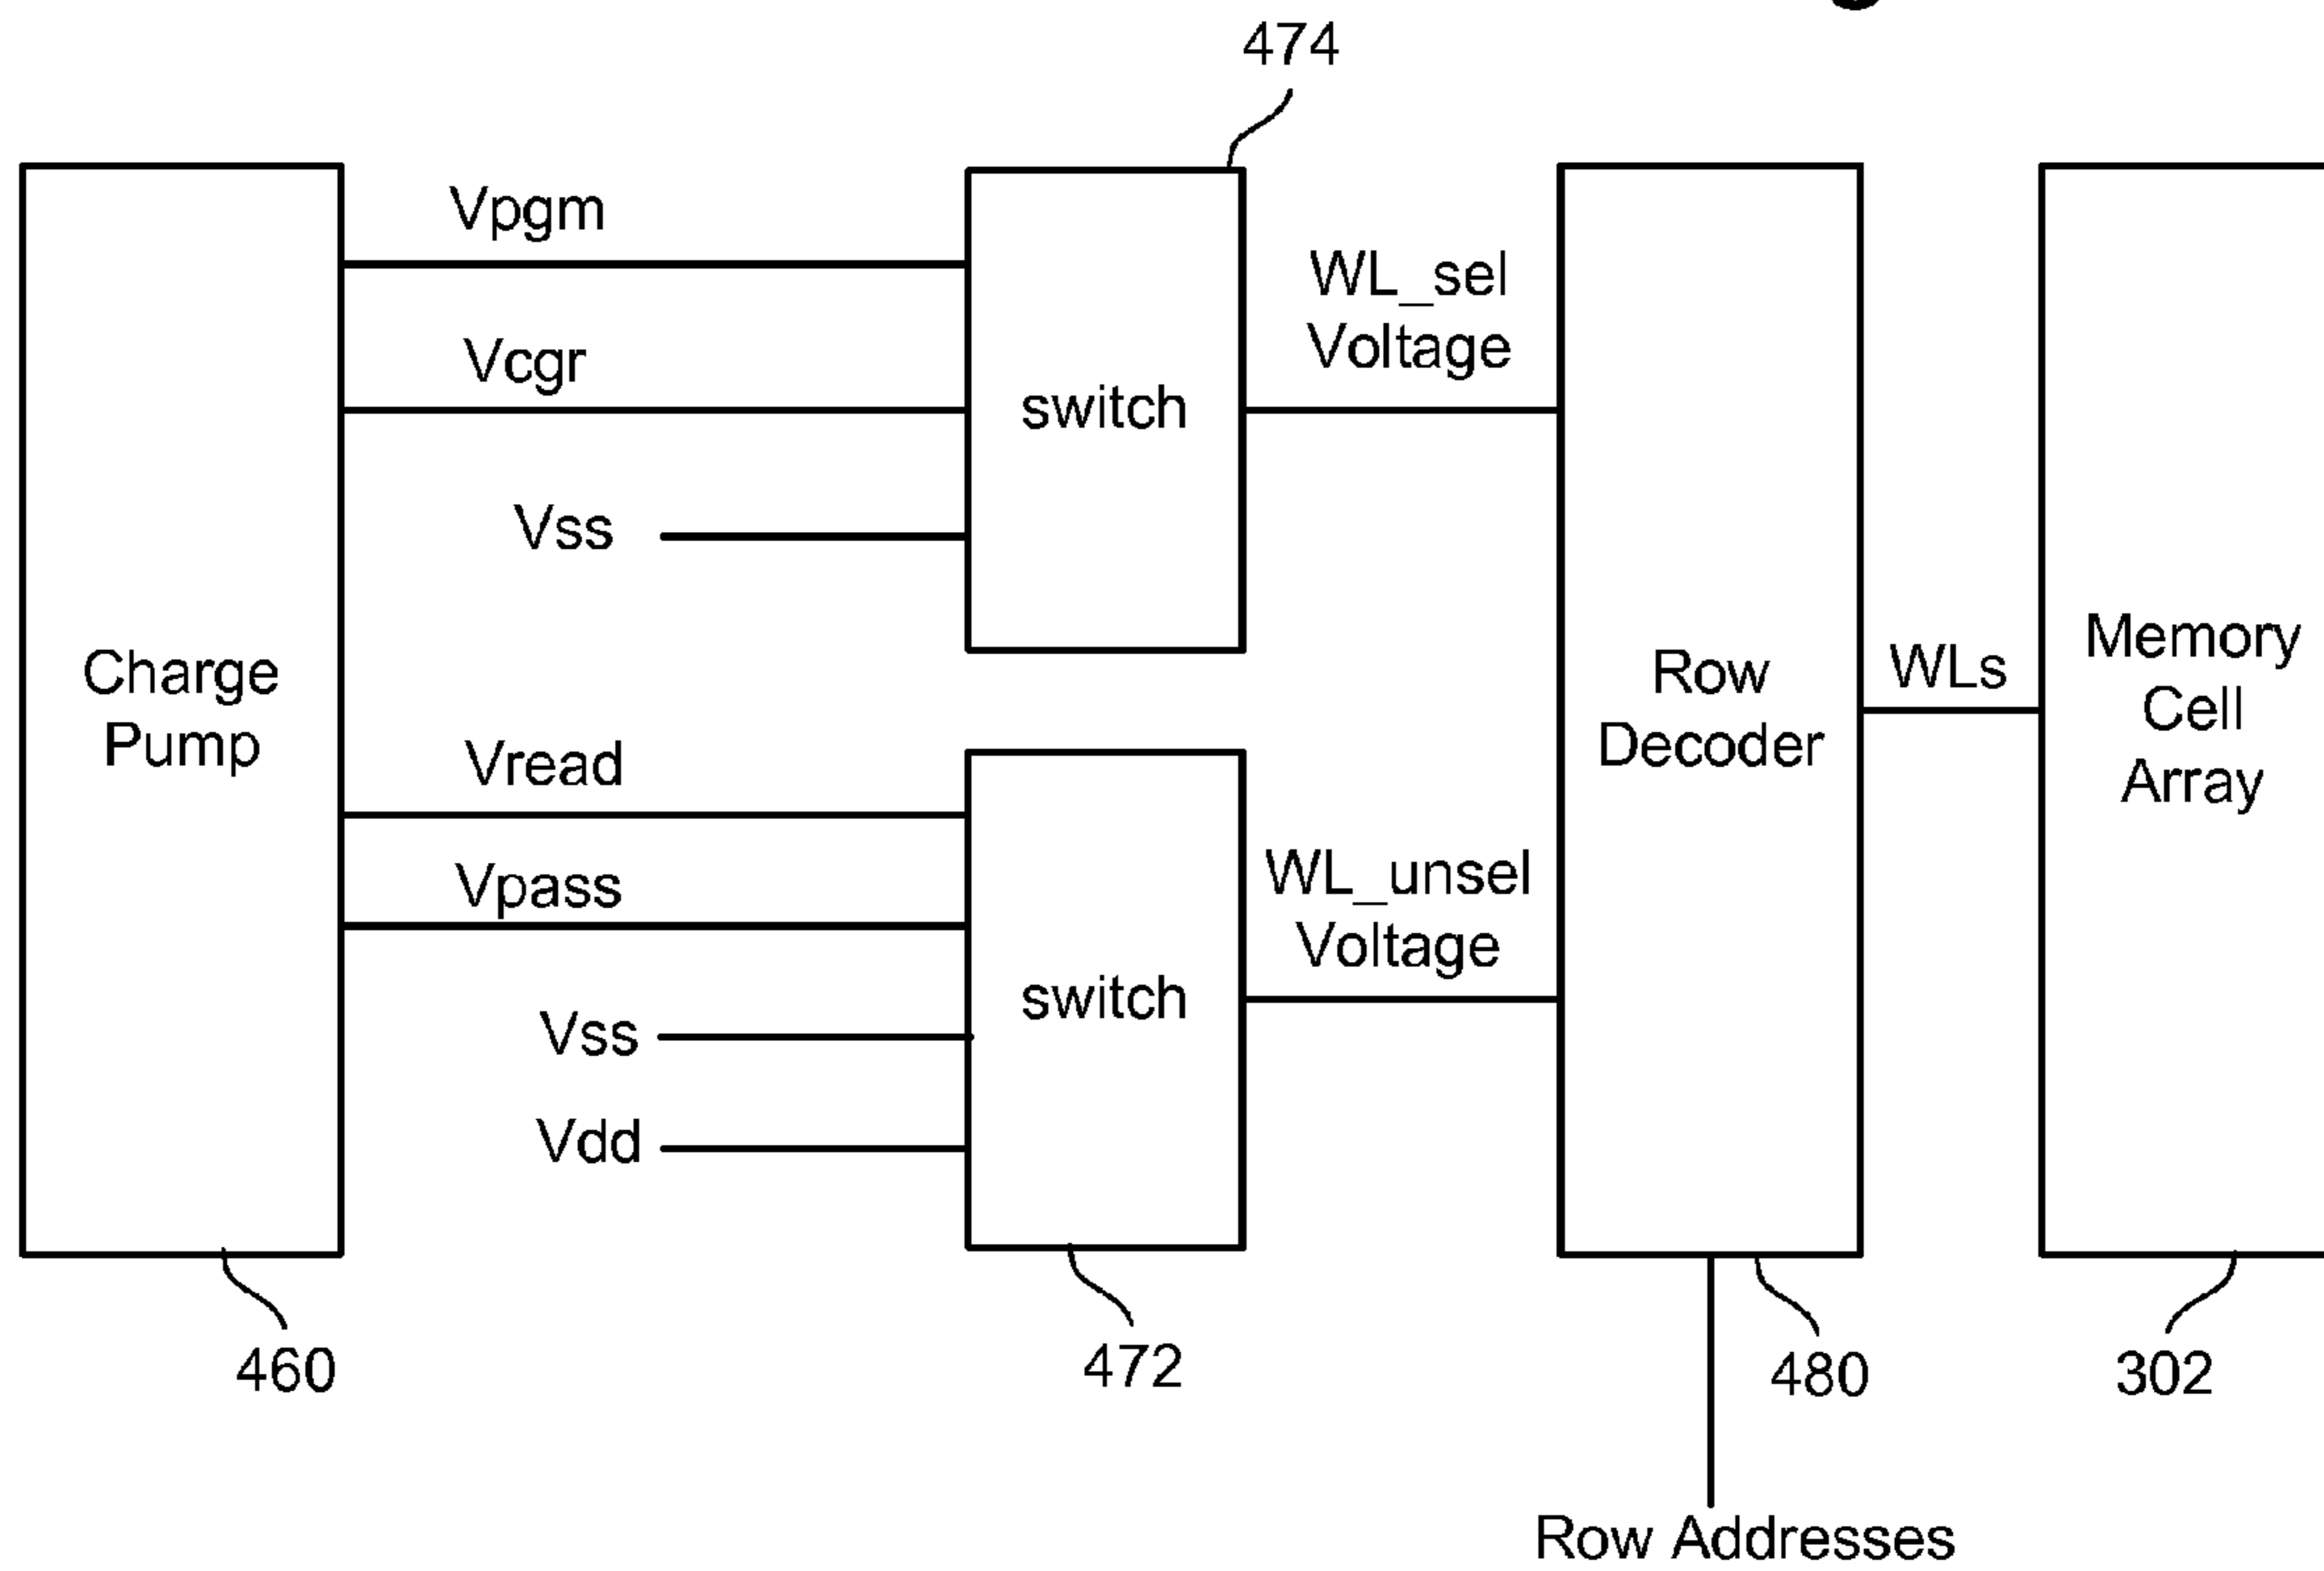 474
Vpgm
WL_sel
Voltage
Vcgr
switch
Vss
Charge
Pump
Row
Decoder
WLs
Memory
Cell
Array
Vread
Vpass
WL_unsel
Voltage
switch
Vss
Vdd
460
472
480
302
Row Addresses